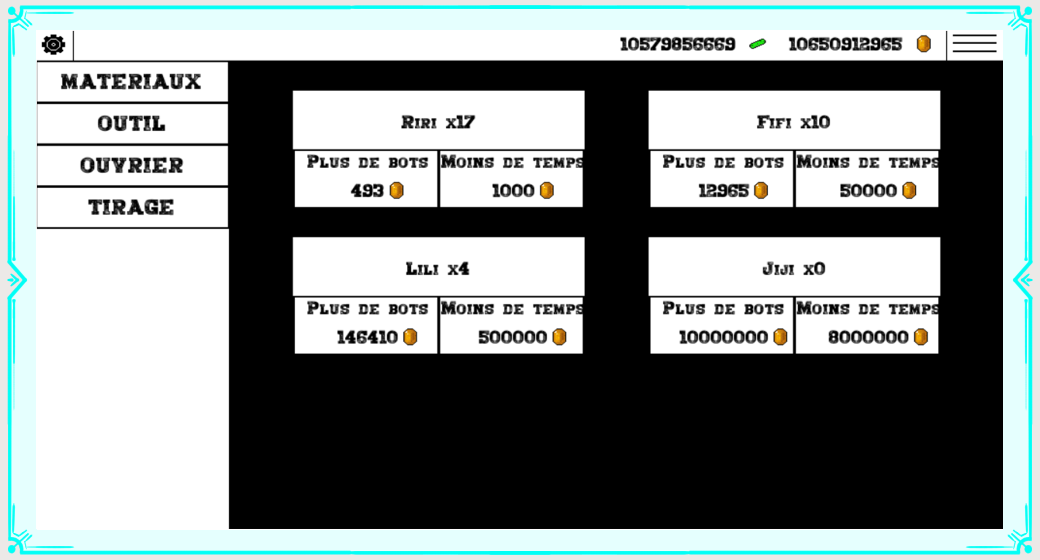 10579856669 10650912965
MATERIAUX
OUTIL
OUVRIER
TIRAGE
Riri x17
Plus de bots Moins de temps
493 1000
Fifi x10
Plus de bots Moins de temps
12965 50000
Lili x4
Plus de bots Moins de temps
146410 500000
Jiji x0
Plus de bots Moins de temps
10000000 8000000